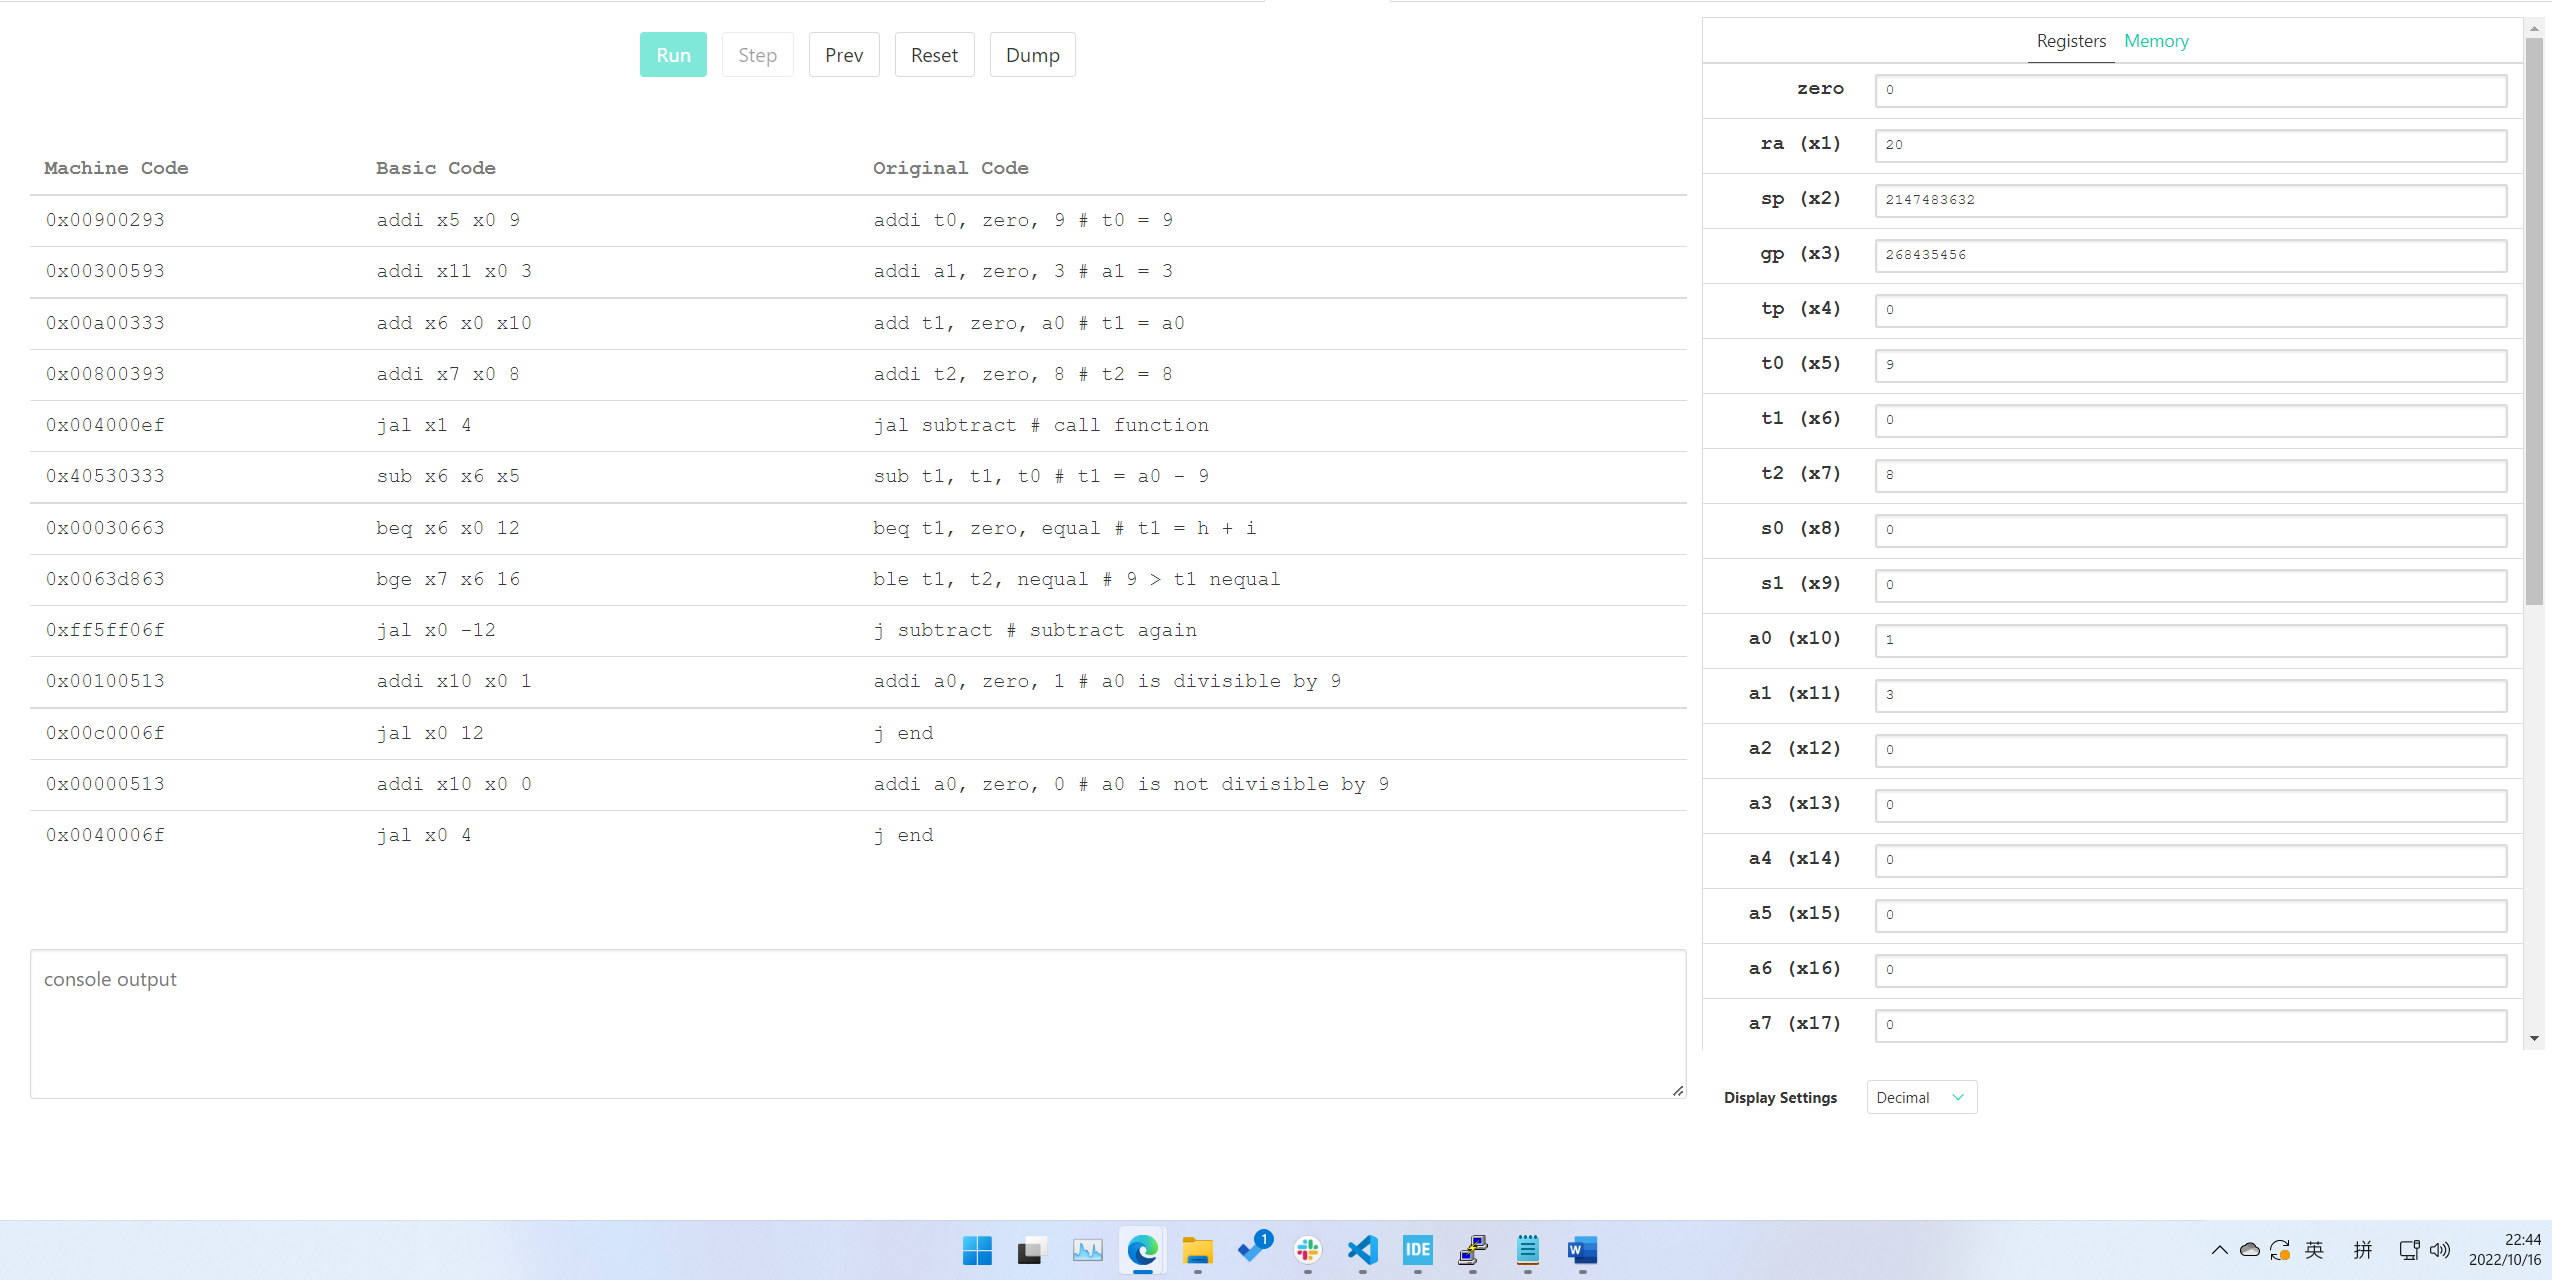 Run Step Prev Reset Dump
Machine Code Basic Code Original Code
0x00900293 addi x5 x0 9 addi t0, zero, 9 # t0 = 9
0x00300593 addi x11 x0 3 addi a1, zero, 3 # a1 = 3
0x00a00333 add x6 x0 x10 add t1, zero, a0 # t1 = a0
0x00800393 addi x7 x0 8 addi t2, zero, 8 # t2 = 8
0x004000ef jal x1 4 jal subtract # call function
0x40530333 sub x6 x6 x5 sub t1, t1, t0 # t1 = a0 - 9
0x00030663 beq x6 x0 12 beq t1, zero, equal # t1 = h + i
0x0063d863 bge x7 x6 16 ble t1, t2, nequal # 9 > t1 nequal
0xff5ff06f jal x0 -12 j subtract # subtract again
0x00100513 addi x10 x0 1 addi a0, zero, 1 # a0 is divisible by 9
0x00c0006f jal x0 12 j end
0x00000513 addi x10 x0 0 addi a0, zero, 0 # a0 is not divisible by 9
0x0040006f jal x0 4 j end
console output
Registers Memory
zero 0
ra (x1) 20
sp (x2) 2147483632
gp (x3) 268435456
tp (x4) 0
t0 (x5) 9
t1 (x6) 0
t2 (x7) 8
s0 (x8) 0
s1 (x9) 0
a0 (x10) 1
a1 (x11) 3
a2 (x12) 0
a3 (x13) 0
a4 (x14) 0
a5 (x15) 0
a6 (x16) 0
a7 (x17) 0
Display Settings Decimal
1
IDE
W
英 拼
22:44
2022/10/16